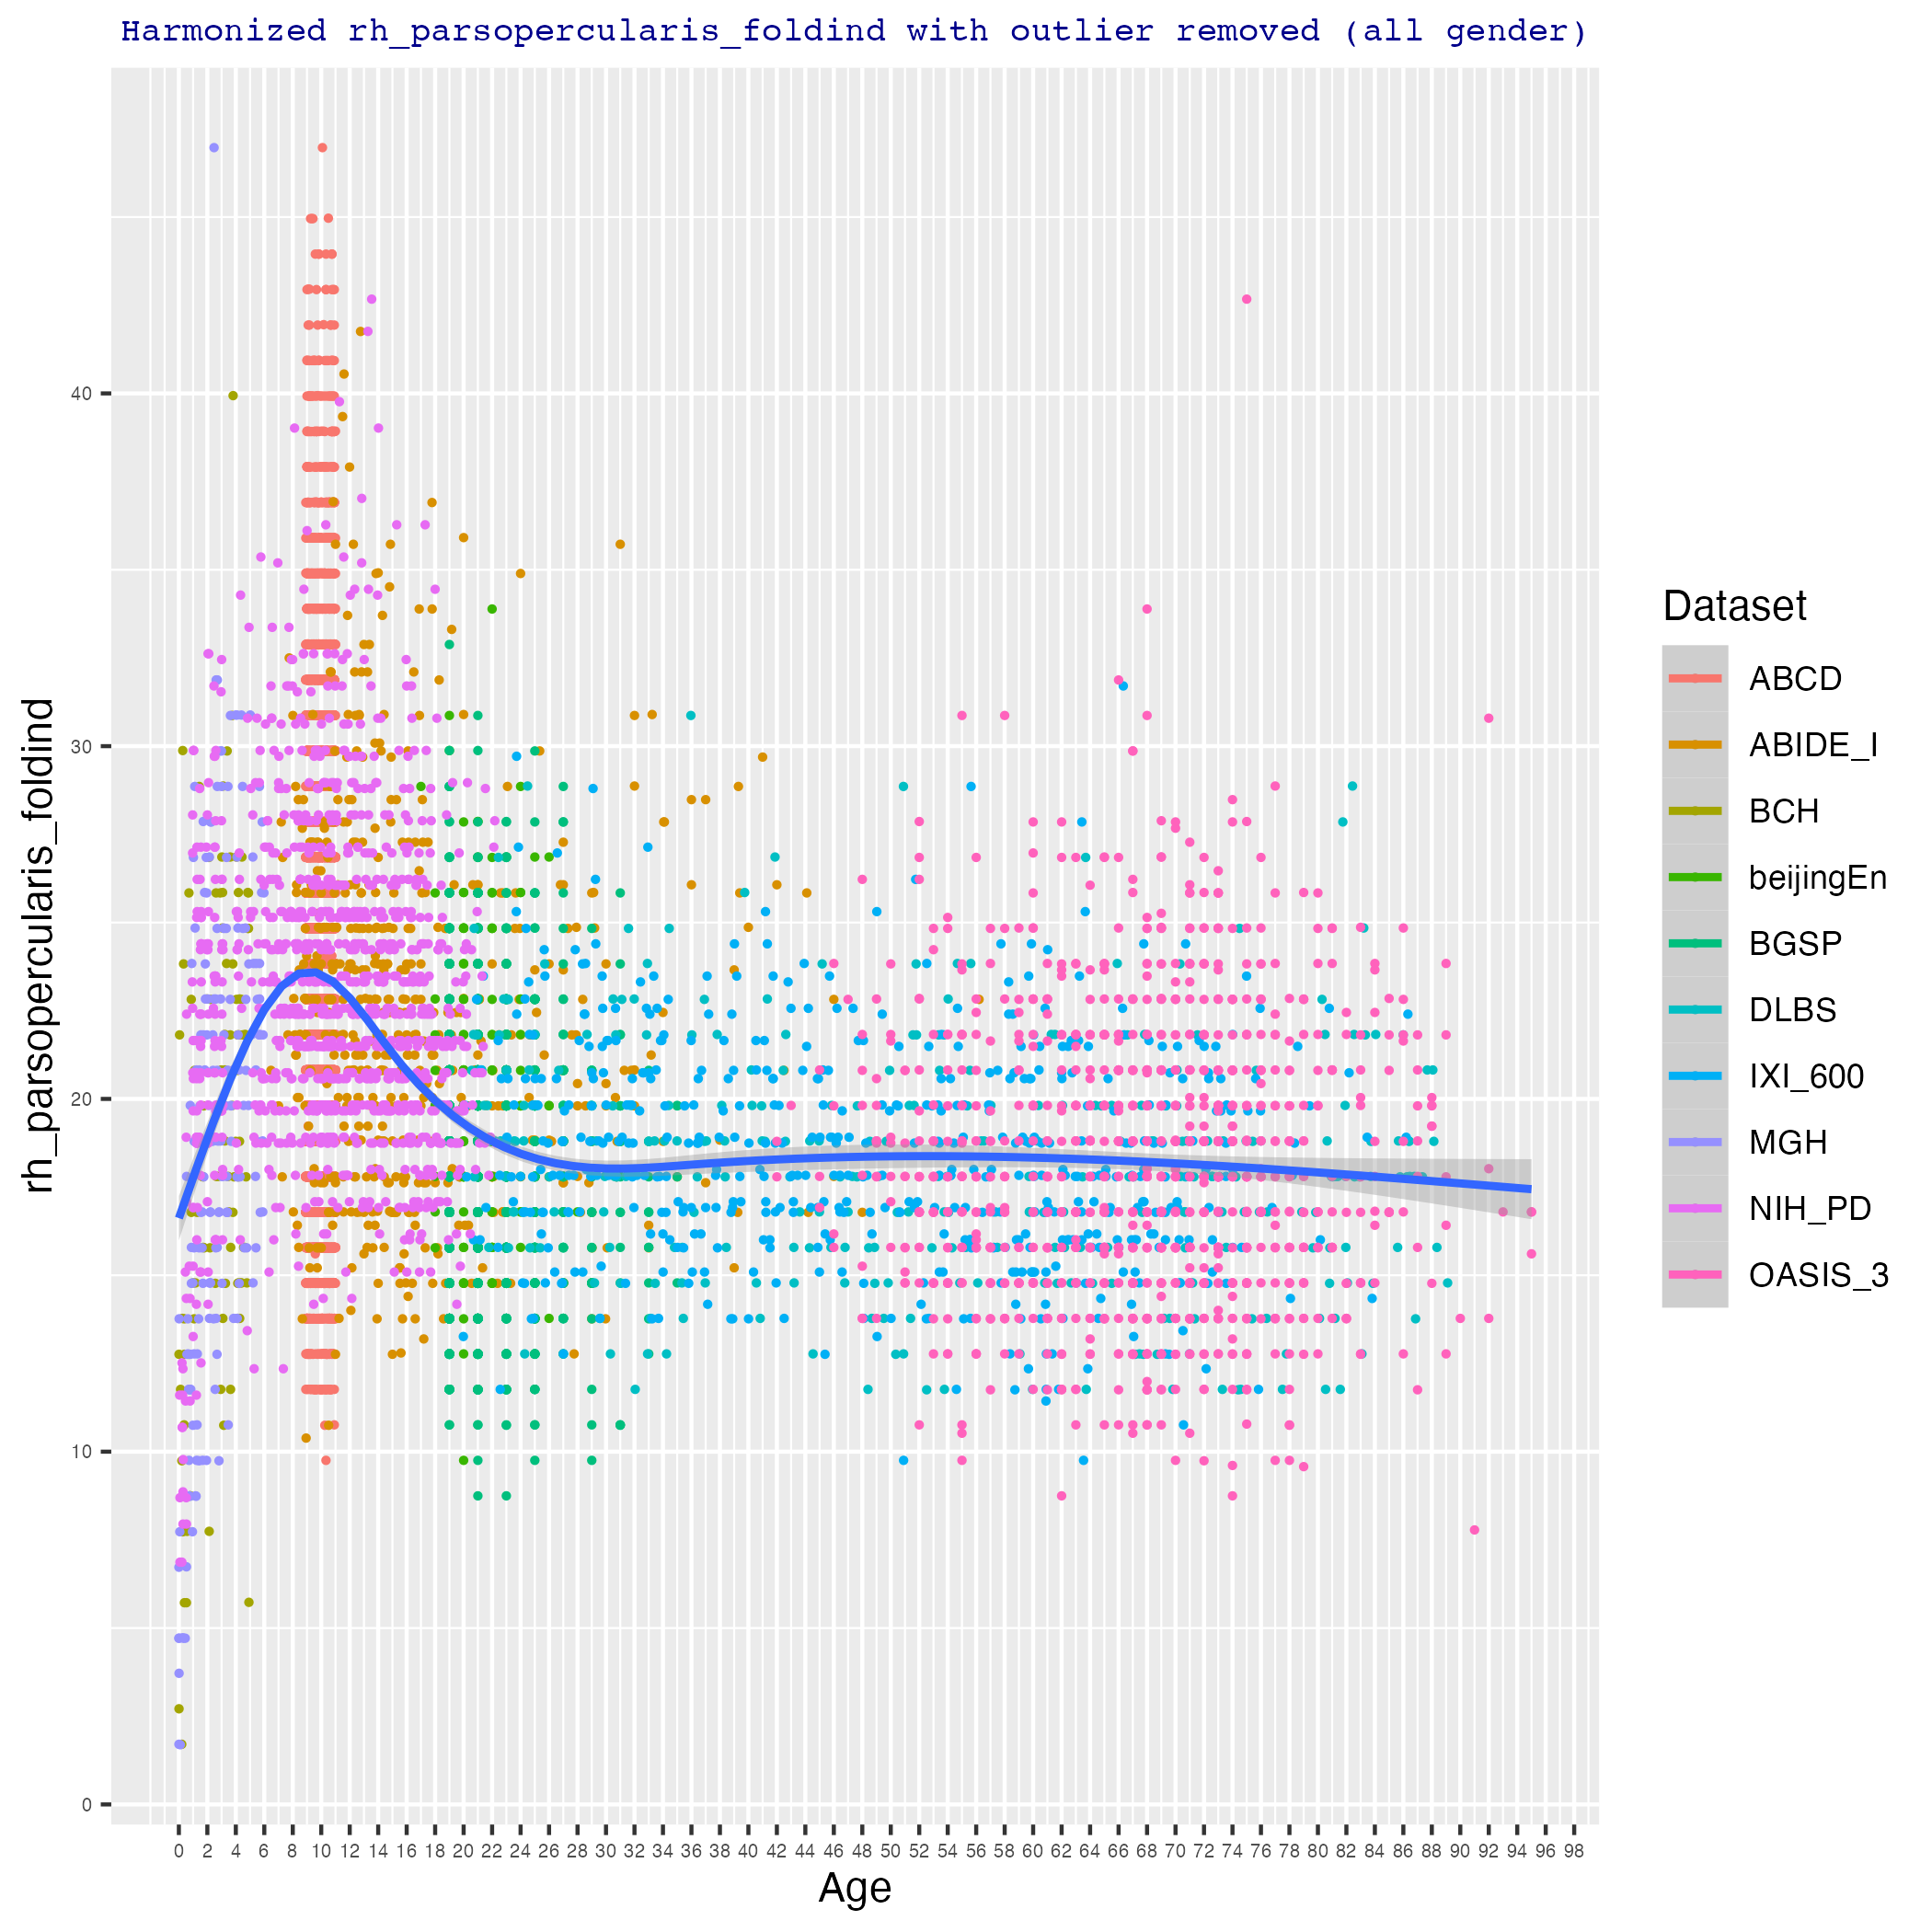 Harmonized rh_parsopercularis_foldind with outlier removed (all gender)
rh_parsopercularis_foldind
40
30
20
10
0
0 2 4 6 8 10 12 14 16 18 20 22 24 26 28 30 32 34 36 38 40 42 44 46 48 50 52 54 56 58 60 62 64 66 68 70 72 74 76 78 80 82 84 86 88 90 92 94 96 98
Age
Dataset
ABCD
ABIDE_I
BCH
beijingEn
BGSP
DLBS
IXI_600
MGH
NIH_PD
OASIS_3